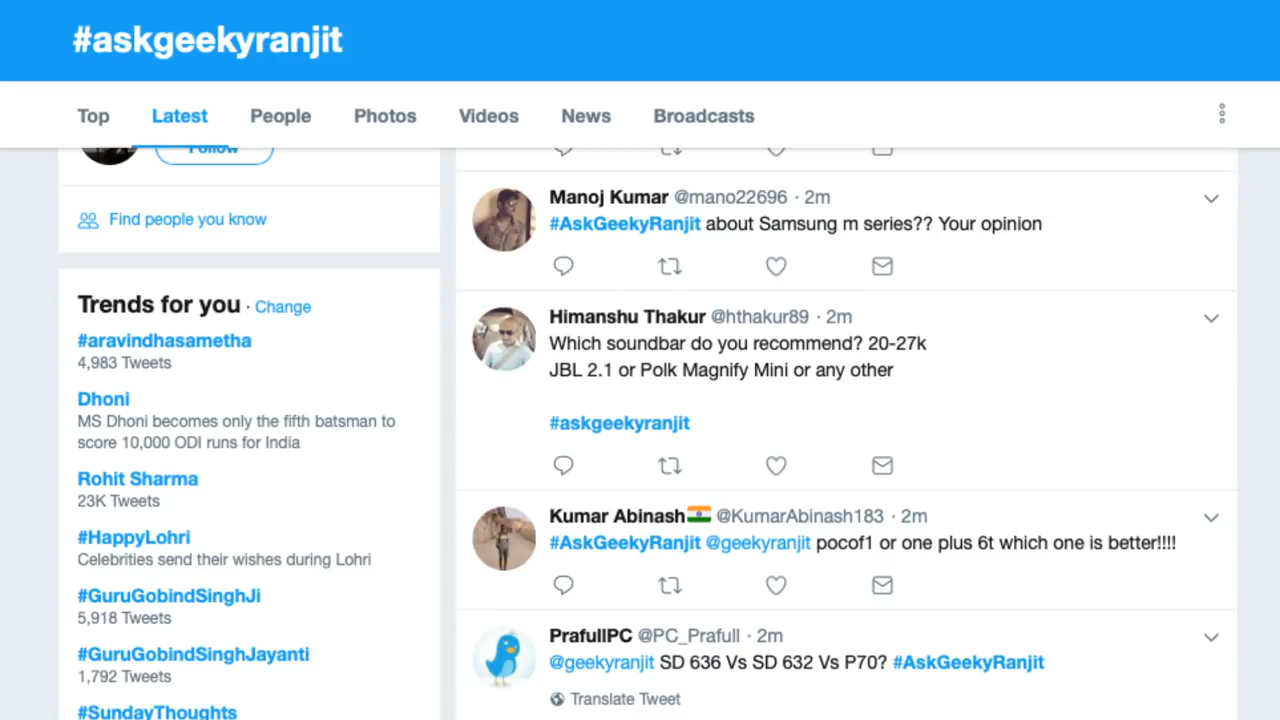 #askgeekyranjit
Top Latest People Photos Videos News Broadcasts
Follow
Find people you know
Trends for you · Change
#aravindhasametha
4,983 Tweets
Dhoni
MS Dhoni becomes only the fifth batsman to
score 10,000 ODI runs for India
Rohit Sharma
23K Tweets
#HappyLohri
Celebrities send their wishes during Lohri
#GuruGobindSinghJi
5,918 Tweets
#GuruGobindSinghJayanti
1,792 Tweets
#SundayThoughts
Manoj Kumar @mano22696 · 2m
#AskGeekyRanjit about Samsung m series?? Your opinion
Himanshu Thakur @hthakur89 · 2m
Which soundbar do you recommend? 20-27k
JBL 2.1 or Polk Magnify Mini or any other
#askgeekyranjit
Kumar Abinash🇮🇳 @KumarAbinash183 · 2m
#AskGeekyRanjit @geekyranjit pocof1 or one plus 6t which one is better!!!!
PrafullPC @PC_Prafull · 2m
@geekyranjit SD 636 Vs SD 632 Vs P70? #AskGeekyRanjit
Translate Tweet